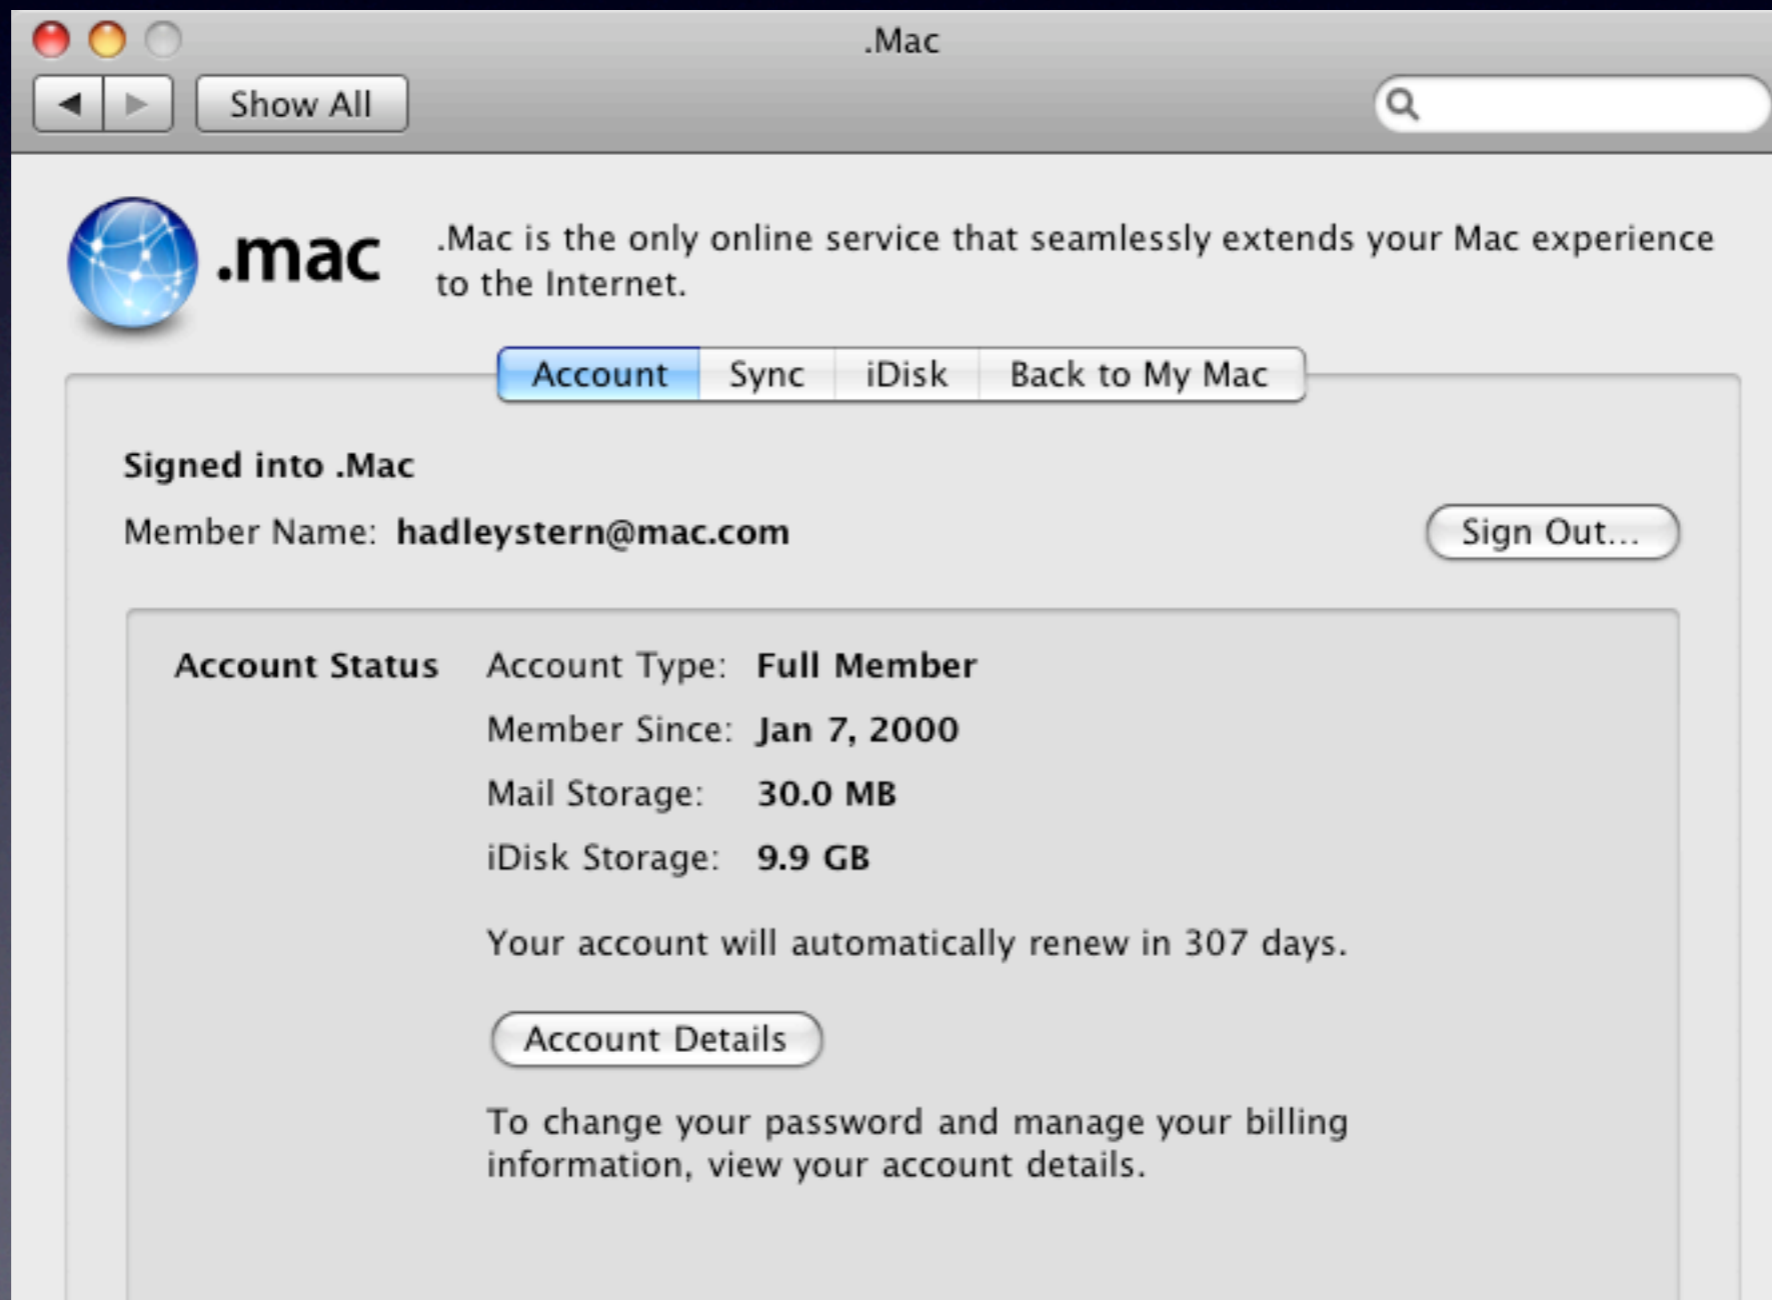 .Mac
Show All
.mac
.Mac is the only online service that seamlessly extends your Mac experience
to the Internet.
Account Sync iDisk Back to My Mac
Signed into .Mac
Member Name: hadleystern@mac.com
Sign Out...
Account Status Account Type: Full Member
Member Since: Jan 7, 2000
Mail Storage: 30.0 MB
iDisk Storage: 9.9 GB
Your account will automatically renew in 307 days.
Account Details
To change your password and manage your billing
information, view your account details.